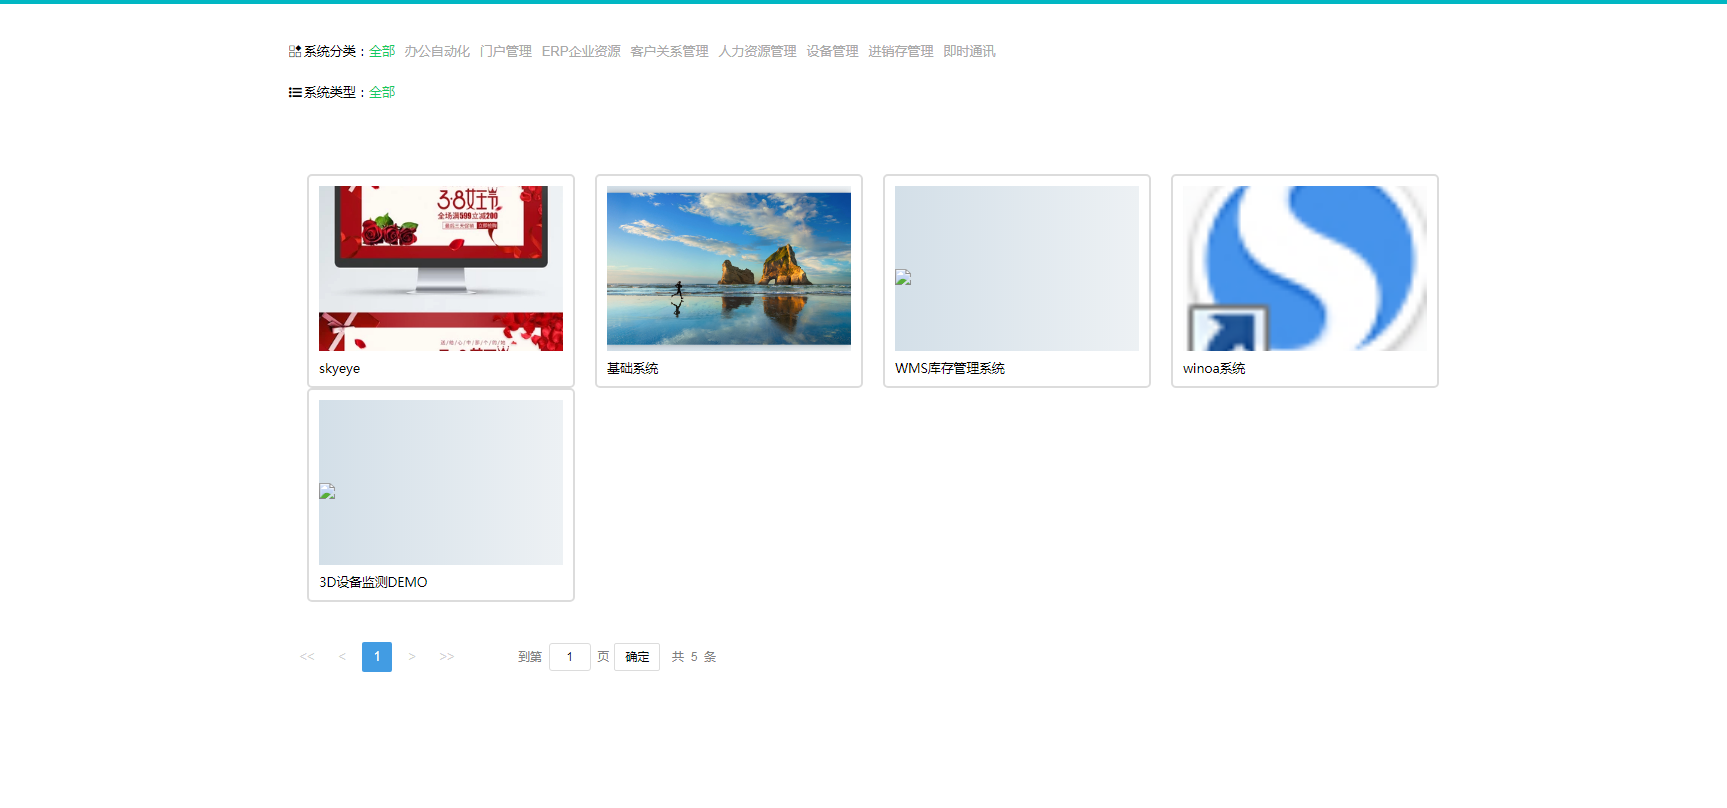 系统分类：全部 办公自动化 门户管理 ERP企业资源 客户关系管理 人力资源管理 设备管理 进销存管理 即时通讯
系统类型：全部
3·8女王节
全场满599立减200
skyeye
基础系统
WMS库存管理系统
winoa系统
3D设备监测DEMO
<< < 1 > >> 到第 1 页 确定 共 5 条